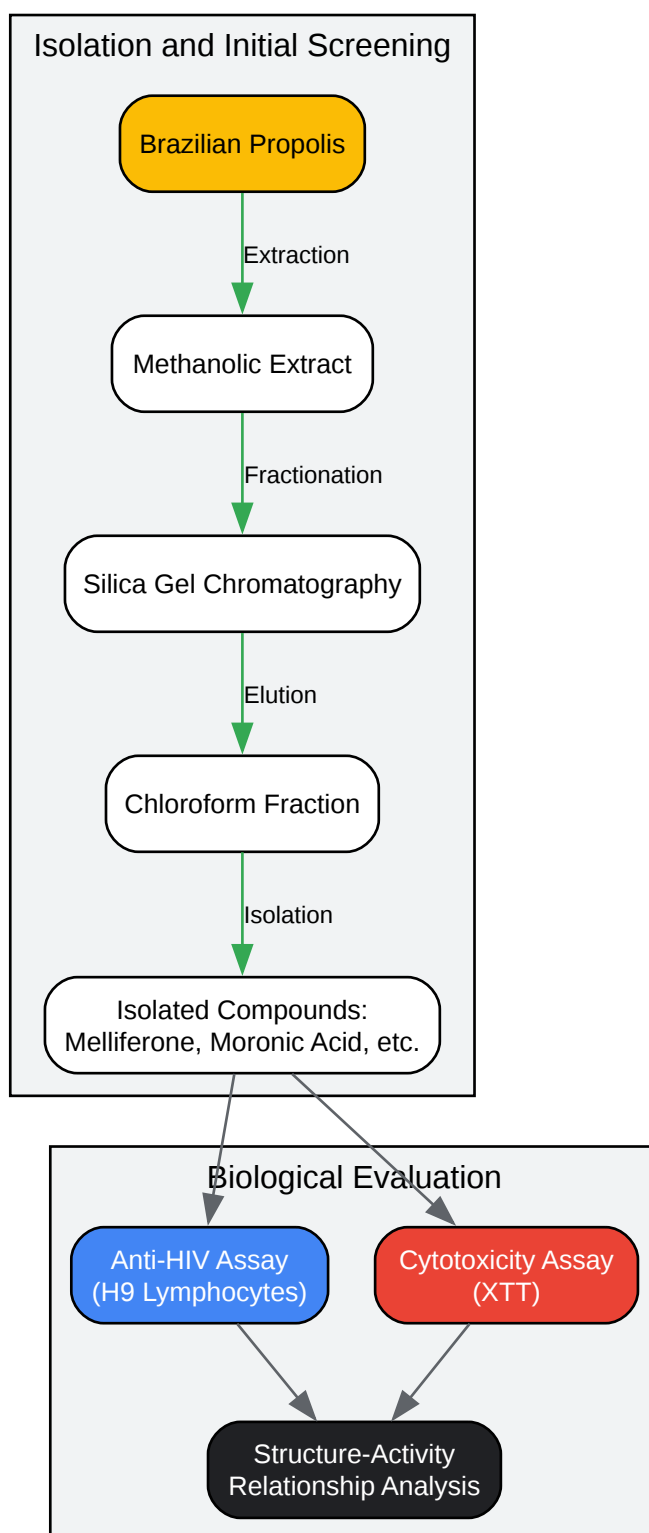 Isolation and Initial Screening
Brazilian Propolis
Extraction
Methanolic Extract
Fractionation
Silica Gel Chromatography
Elution
Chloroform Fraction
Isolation
Isolated Compounds:
Melliferone, Moronic Acid, etc.
Biological Evaluation
Anti-HIV Assay
(H9 Lymphocytes)
Cytotoxicity Assay
(XTT)
Structure-Activity
Relationship Analysis